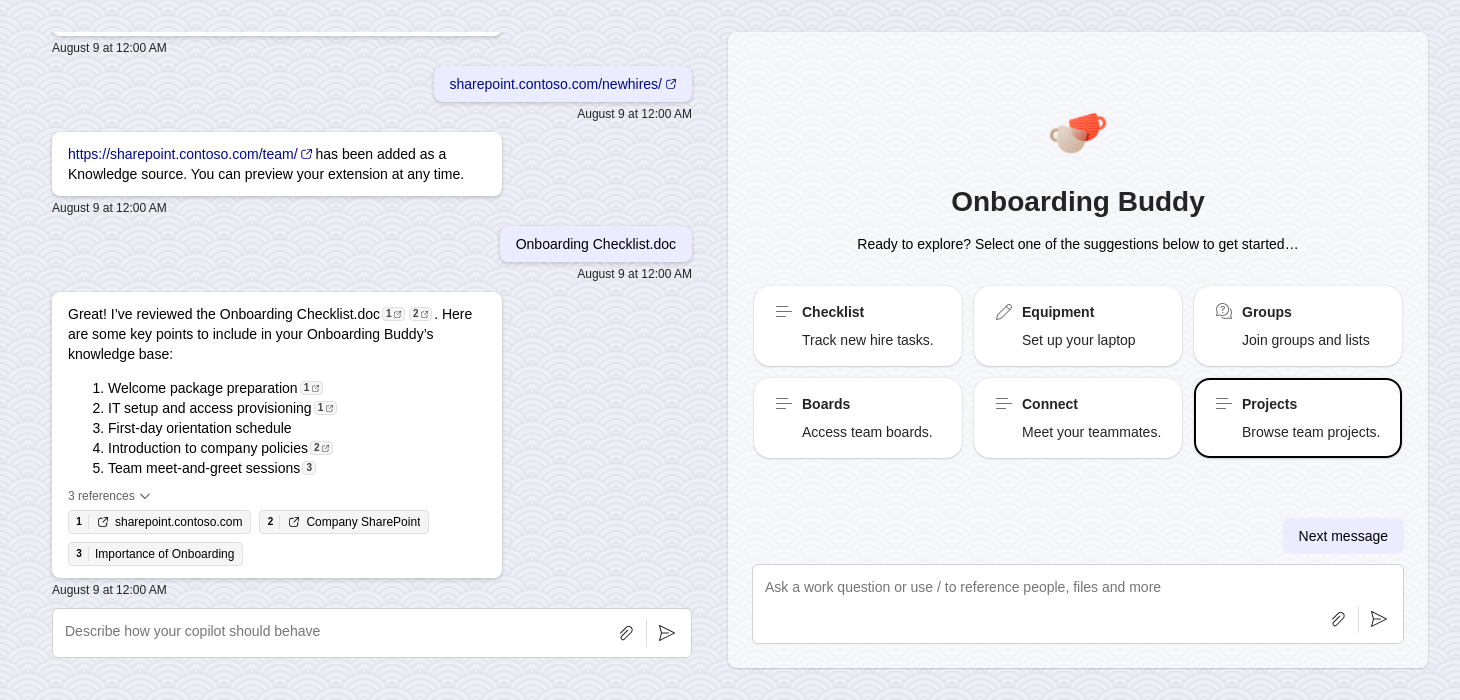 August 9 at 12:00 AM
sharepoint.contoso.com/newhires/
August 9 at 12:00 AM
https://sharepoint.contoso.com/team/ has been added as a
Knowledge source. You can preview your extension at any time.
August 9 at 12:00 AM
Onboarding Checklist.doc
August 9 at 12:00 AM
Great! I’ve reviewed the Onboarding Checklist.doc 1 2 . Here
are some key points to include in your Onboarding Buddy’s
knowledge base:
1. Welcome package preparation 1
2. IT setup and access provisioning 1
3. First-day orientation schedule
4. Introduction to company policies 2
5. Team meet-and-greet sessions 3
3 references
1 sharepoint.contoso.com 2 Company SharePoint
3 Importance of Onboarding
August 9 at 12:00 AM
Describe how your copilot should behave
Onboarding Buddy
Ready to explore? Select one of the suggestions below to get started…
Checklist
Track new hire tasks.
Equipment
Set up your laptop
Groups
Join groups and lists
Boards
Access team boards.
Connect
Meet your teammates.
Projects
Browse team projects.
Next message
Ask a work question or use / to reference people, files and more